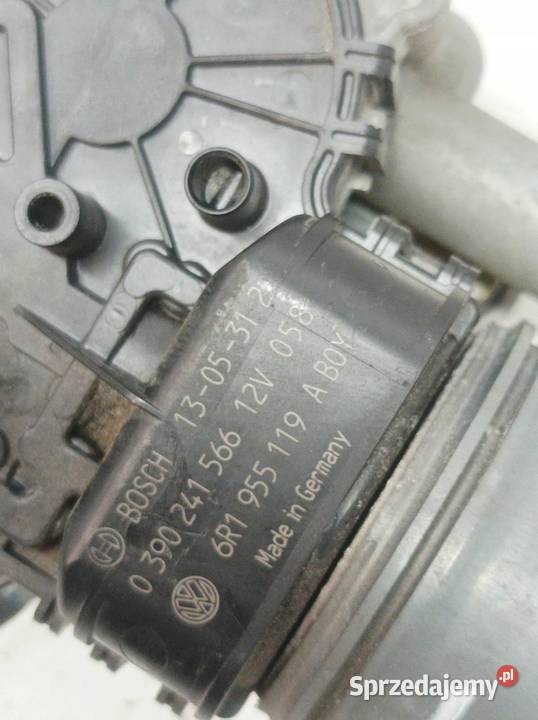 BOSCH 13-05-31 2
0 390 241 566 12V 058
6R1 955 119 A BOY
Made in Germany
Sprzedajemy.pl